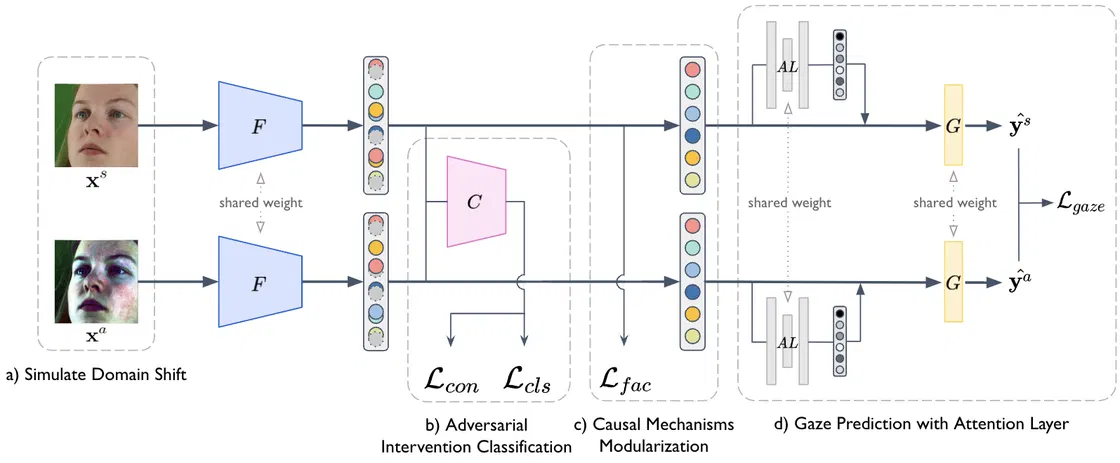 x^s
F
shared weight
F
x^a
a) Simulate Domain Shift
C
ℒ_con
ℒ_cls
b) Adversarial
Intervention Classification
ℒ_fac
c) Causal Mechanisms
Modularization
AL
shared weight
AL
G
shared weight
G
ŷ^s
ℒ_gaze
ŷ^a
d) Gaze Prediction with Attention Layer